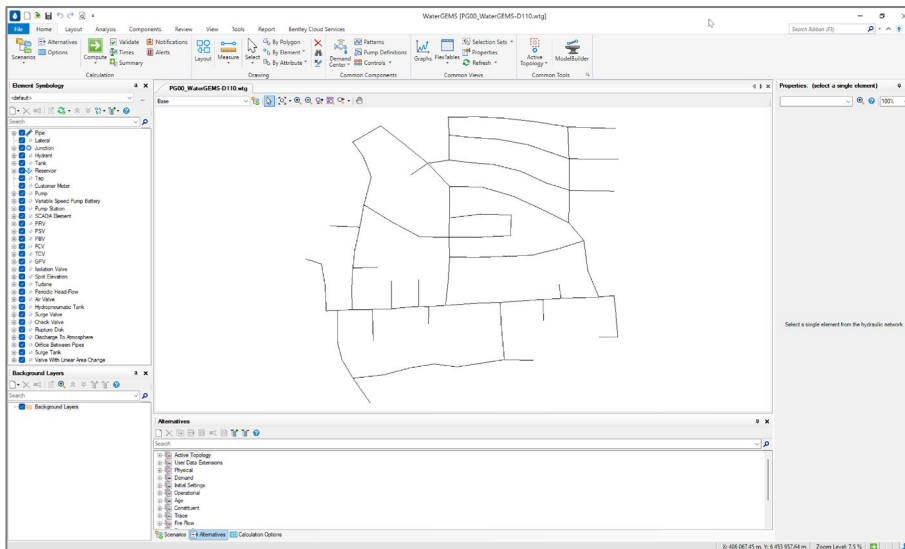 WaterGEMS [PG00_WaterGEMS-D110.wtg]
File Home Layout Analysis Components Review View Tools Report Bentley Cloud Services
Search Ribbon (F3)
Scenarios
Alternatives
Options
Compute
Validate
Times
Summary
Notifications
Alerts
Calculation
Layout
Measure
Select
By Polygon
By Element
By Attribute
Drawing
Demand Center
Patterns
Pump Definitions
Controls
Common Components
Graphs
FlexTables
Selection Sets
Properties
Refresh
Common Views
Active Topology
ModelBuilder
Common Tools
Element Symbology
<default>
Search
Pipe
Lateral
Junction
Hydrant
Tank
Reservoir
Tap
Customer Meter
Pump
Variable Speed Pump Battery
Pump Station
SCADA Element
PRV
PSV
PBV
FCV
TCV
GPV
Isolation Valve
Spot Elevation
Turbine
Periodic Head-Flow
Air Valve
Hydropneumatic Tank
Surge Valve
Check Valve
Rupture Disk
Discharge To Atmosphere
Orifice Between Pipes
Surge Tank
Valve With Linear Area Change
Background Layers
Search
Background Layers
PG00_WaterGEMS-D110.wtg
Base
Alternatives
Search
Active Topology
User Data Extensions
Physical
Demand
Initial Settings
Operational
Age
Constituent
Trace
Fire Flow
Scenarios Alternatives Calculation Options
Properties: (select a single element)
100%
Select a single element from the hydraulic network
X: 406 067.45 m, Y: 6 455 957.64 m Zoom Level: 7.5 %